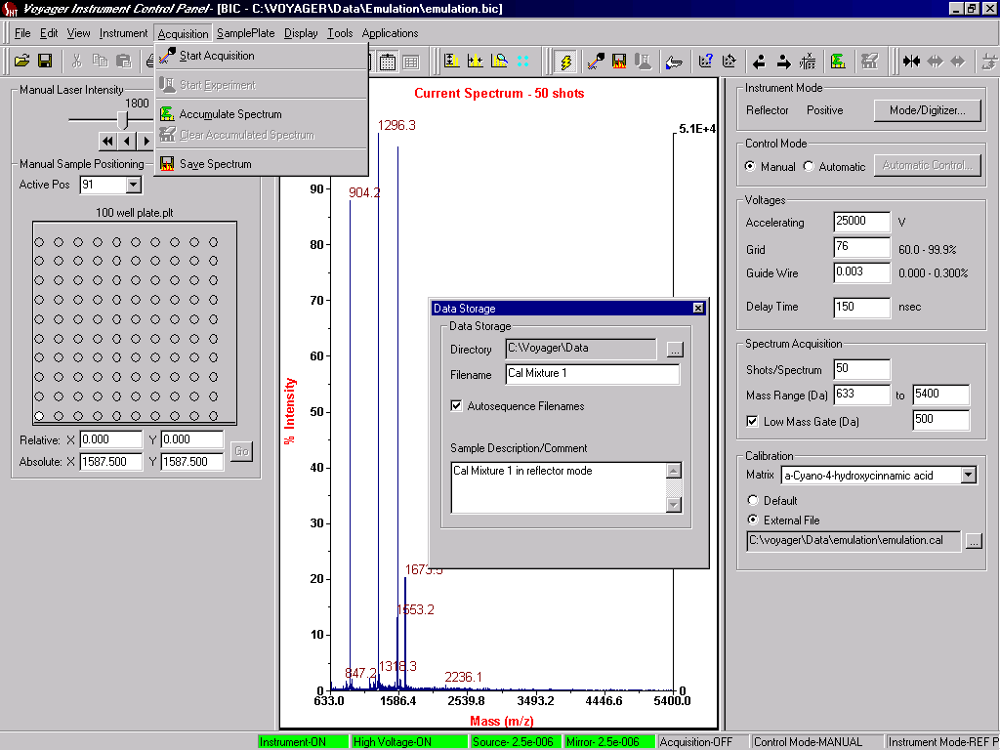 Voyager Instrument Control Panel- [BIC - C:\VOYAGER\Data\Emulation\emulation.bic]
File Edit View Instrument Acquisition SamplePlate Display Tools Applications
Start Acquisition
Start Experiment
Accumulate Spectrum
Clear Accumulated Spectrum
Save Spectrum
Manual Laser Intensity
1800
Manual Sample Positioning
Active Pos 91
100 well plate.plt
Relative: X 0.000 Y 0.000
Absolute: X 1587.500 Y 1587.500
Go
Current Spectrum - 50 shots
1296.3
5.1E+4
904.2
90
80
70
60
50
40
30
20
10
0
% Intensity
1673.5
1553.2
1318.3
847.2
2236.1
0
633.0 1586.4 2539.8 3493.2 4446.6 5400.0
Mass (m/z)
Data Storage
Data Storage
Directory C:\Voyager\Data ...
Filename Cal Mixture 1
Autosequence Filenames
Sample Description/Comment
Cal Mixture 1 in reflector mode
Instrument Mode
Reflector Positive Mode/Digitizer...
Control Mode
Manual Automatic Automatic Control...
Voltages
Accelerating 25000 V
Grid 76 60.0 - 99.9%
Guide Wire 0.003 0.000 - 0.300%
Delay Time 150 nsec
Spectrum Acquisition
Shots/Spectrum 50
Mass Range (Da) 633 to 5400
Low Mass Gate (Da) 500
Calibration
Matrix a-Cyano-4-hydroxycinnamic acid
Default
External File
C:\voyager\Data\emulation\emulation.cal ...
Instrument-ON High Voltage-ON Source- 2.5e-006 Mirror- 2.5e-006 Acquisition-OFF Control Mode-MANUAL Instrument Mode-REF P